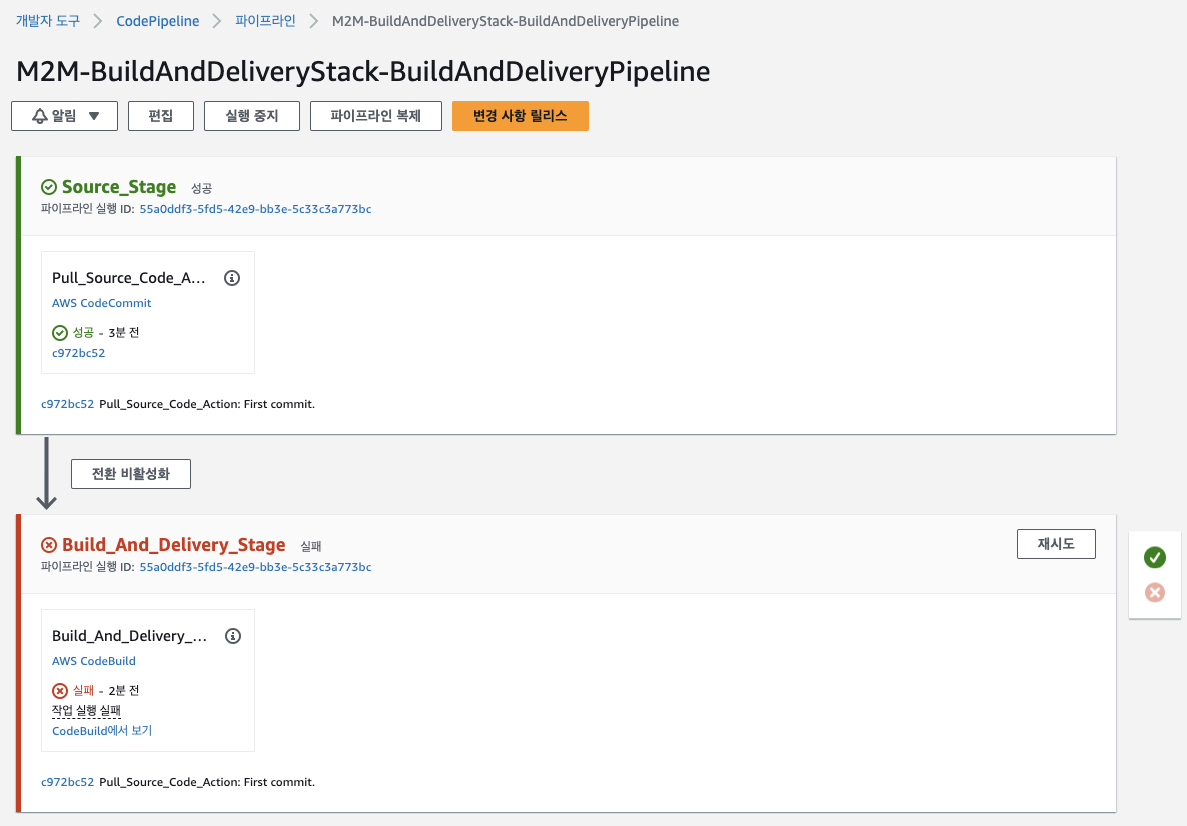 개발자 도구 > CodePipeline > 파이프라인 > M2M-BuildAndDeliveryStack-BuildAndDeliveryPipeline
M2M-BuildAndDeliveryStack-BuildAndDeliveryPipeline
알림 ▼ 편집 실행 중지 파이프라인 복제 변경 사항 릴리스
Source_Stage 성공
파이프라인 실행 ID: 55a0ddf3-5fd5-42e9-bb3e-5c33c3a773bc
Pull_Source_Code_A...
AWS CodeCommit
성공 - 3분 전
c972bc52
c972bc52 Pull_Source_Code_Action: First commit.
전환 비활성화
Build_And_Delivery_Stage 실패
재시도
파이프라인 실행 ID: 55a0ddf3-5fd5-42e9-bb3e-5c33c3a773bc
Build_And_Delivery_...
AWS CodeBuild
실패 - 2분 전
작업 실행 실패
CodeBuild에서 보기
c972bc52 Pull_Source_Code_Action: First commit.